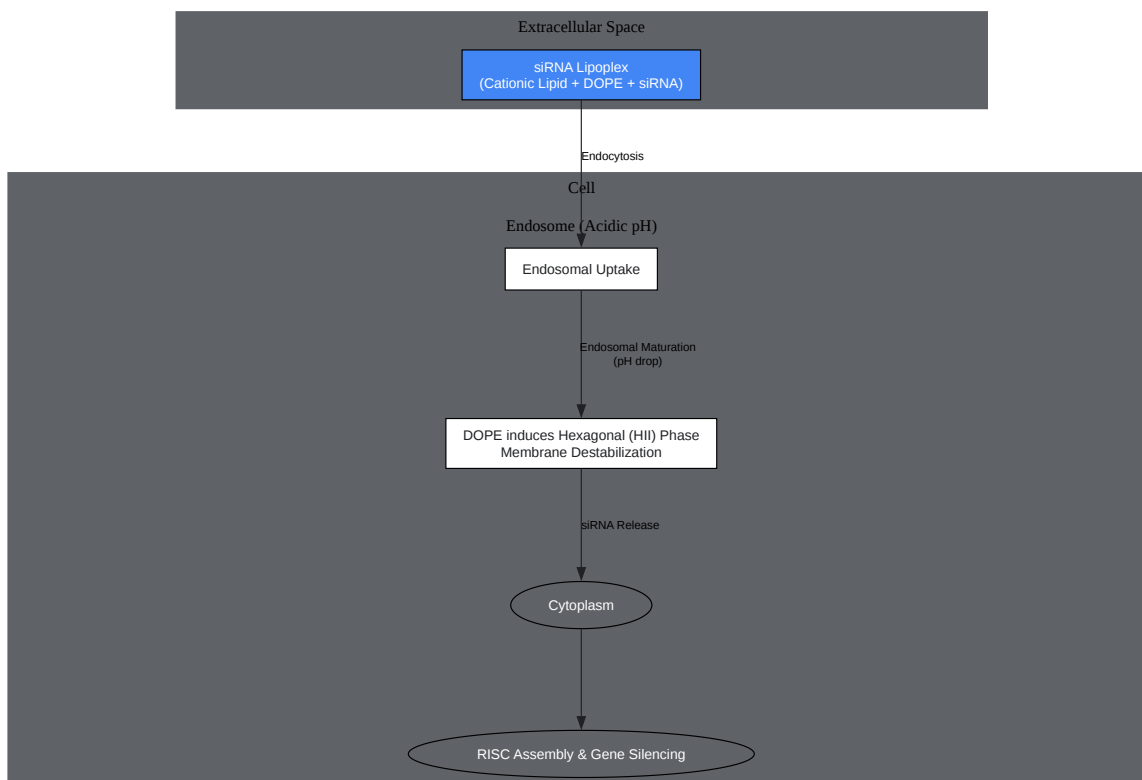 Extracellular Space
siRNA Lipoplex
(Cationic Lipid + DOPE + siRNA)
Endocytosis
Cell
Endosome (Acidic pH)
Endosomal Uptake
Endosomal Maturation
(pH drop)
DOPE induces Hexagonal (HII) Phase
Membrane Destabilization
siRNA Release
Cytoplasm
RISC Assembly & Gene Silencing